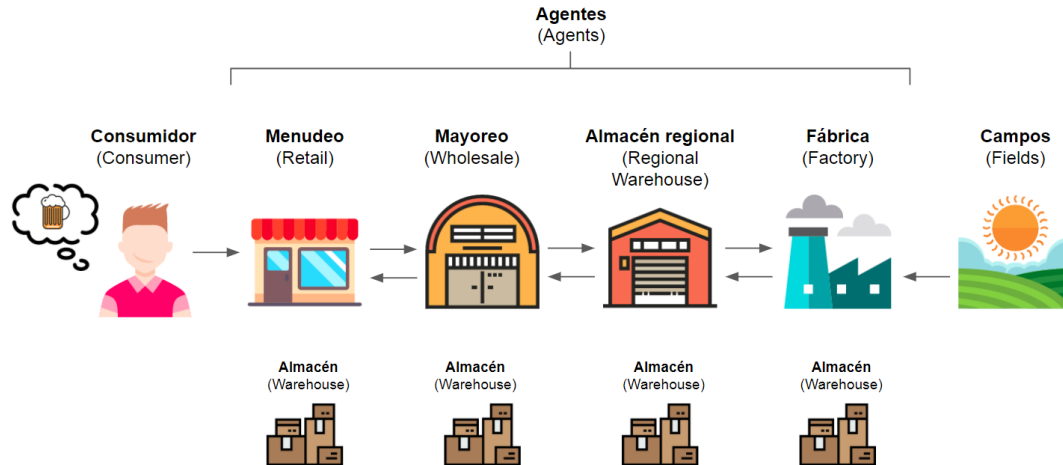 Agentes
(Agents)
Consumidor
(Consumer)
Menudeo
(Retail)
Mayoreo
(Wholesale)
Almacén regional
(Regional
Warehouse)
Fábrica
(Factory)
Campos
(Fields)
Almacén
(Warehouse)
Almacén
(Warehouse)
Almacén
(Warehouse)
Almacén
(Warehouse)